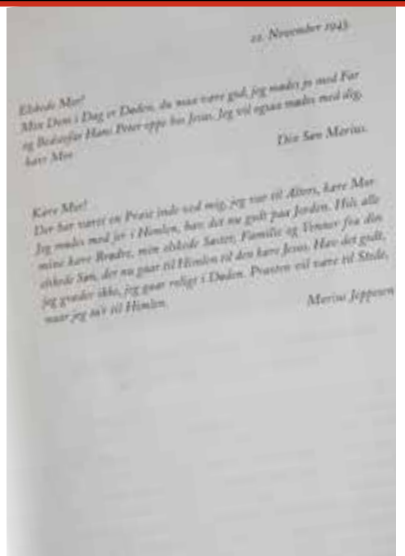 22. November 1943.
Elskede Mor!
Min Dom i Dag er Døden, du maa være god, jeg mødes jo med Far
og Bedstefar Hans Peter oppe hos Jesus. Jeg vil ogsaa mødes med dig,
kære Mor.
Din Søn Marius.
Kære Mor!
Der har været en Præst inde ved mig, jeg var til Alters, kære Mor
Jeg mødes med jer i Himlen, hav det nu godt paa Jorden. Hils alle
mine kære Brødre, min elskede Søster, Familie og Venner fra din
elskede Søn, der nu gaar til Himlen til den kære Jesus. Hav det godt,
jeg græder ikke, jeg gaar rolig i Døden. Præsten vil være til Stede,
naar jeg ta'r til Himlen.
Marius Jeppesen